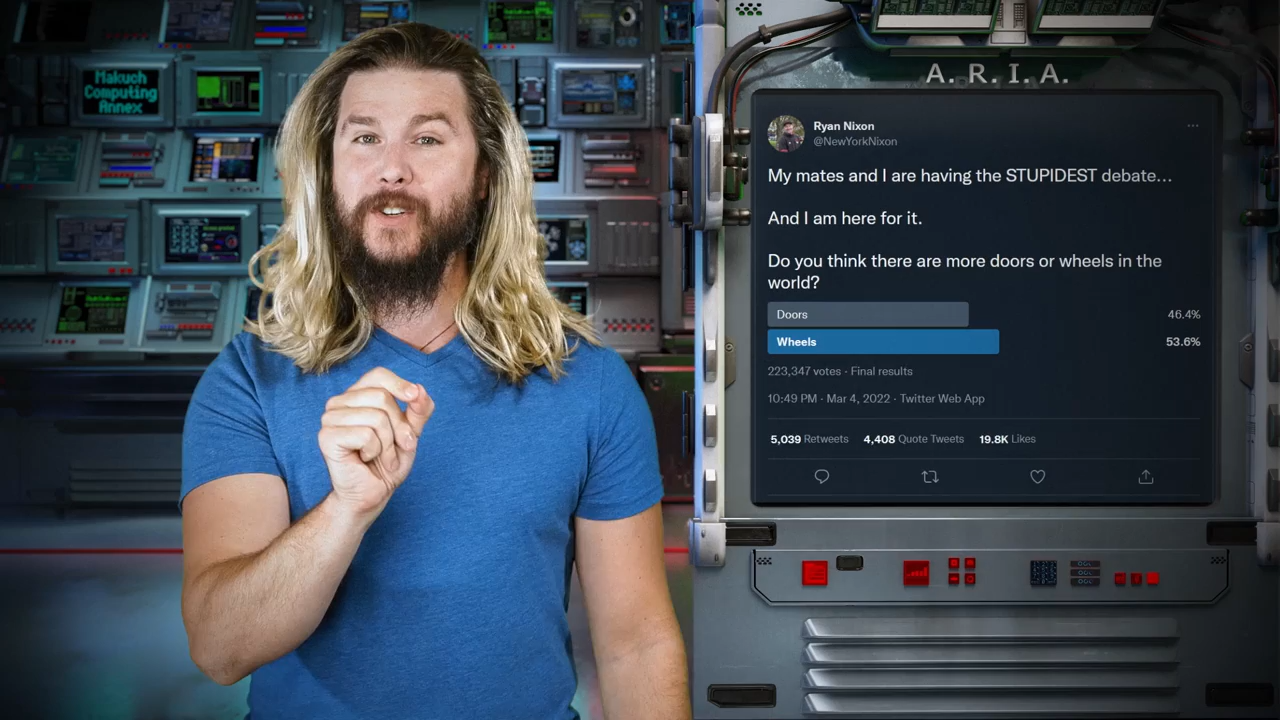 Makuch
Computing
Annex
A. R. I. A.
Ryan Nixon
@NewYorkNixon
My mates and I are having the STUPIDEST debate…
And I am here for it.
Do you think there are more doors or wheels in the
world?
Doors 46.4%
Wheels 53.6%
223,347 votes · Final results
10:49 PM · Mar 4, 2022 · Twitter Web App
5,039 Retweets 4,408 Quote Tweets 19.8K Likes